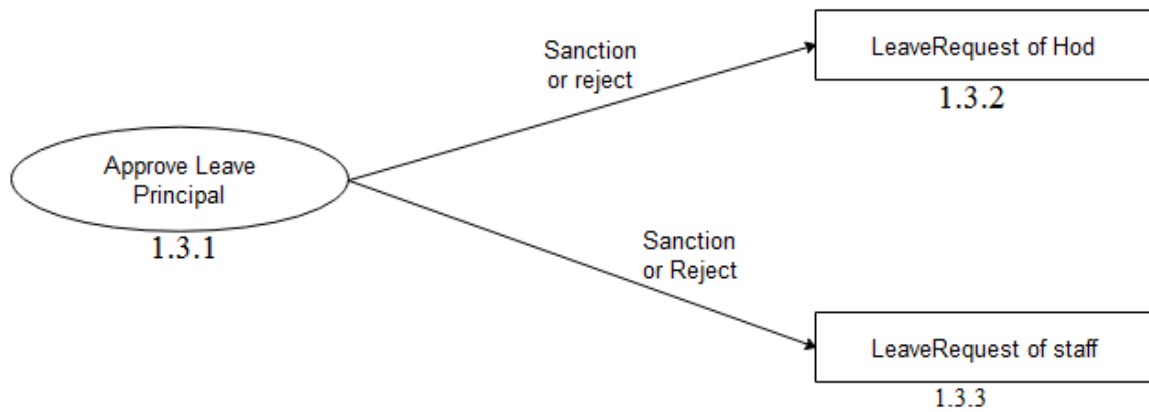 Sanction
or reject
LeaveRequest of Hod
1.3.2
Approve Leave
Principal
1.3.1
Sanction
or Reject
LeaveRequest of staff
1.3.3